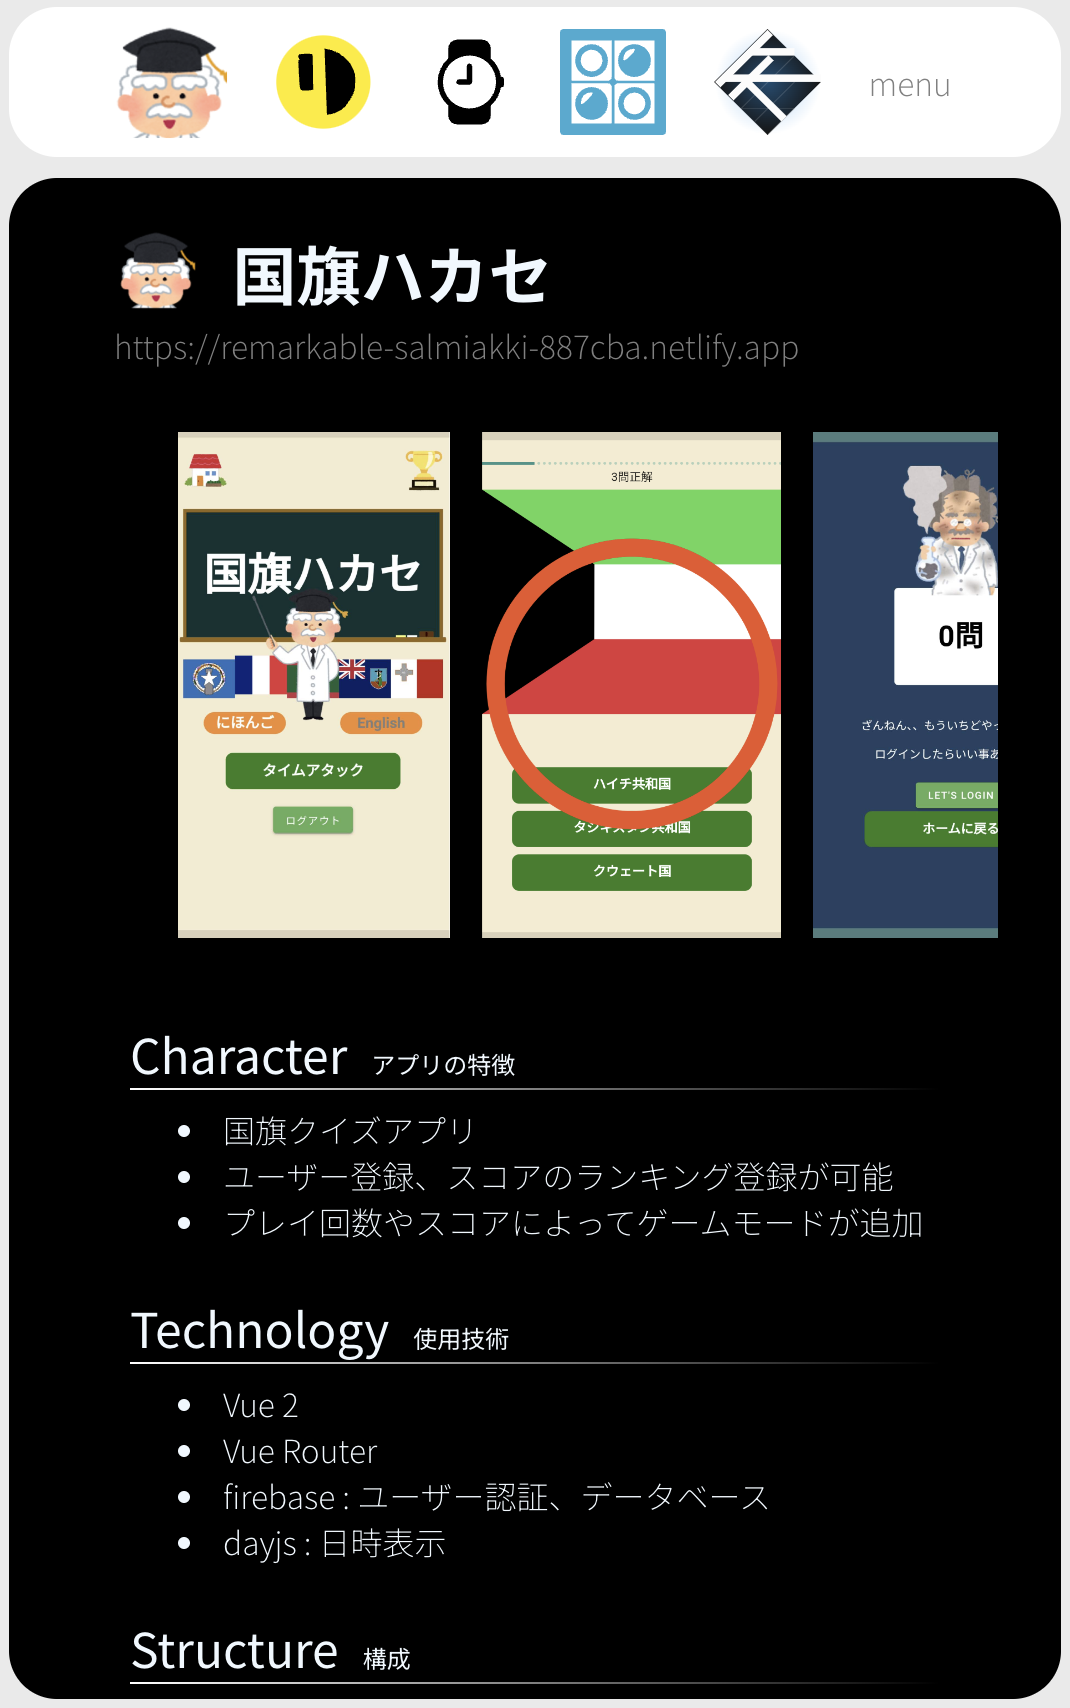 menu
国旗ハカセ
https://remarkable-salmiakki-887cba.netlify.app
国旗ハカセ
にほんご
English
タイムアタック
ログアウト
3問正解
ハイチ共和国
タジキスタン共和国
クウェート国
0問
ざんねん、、もういちどやっ
ログインしたらいい事あ
LET'S LOGIN
ホームに戻る
Character アプリの特徴
国旗クイズアプリ
ユーザー登録、スコアのランキング登録が可能
プレイ回数やスコアによってゲームモードが追加
Technology 使用技術
Vue 2
Vue Router
firebase : ユーザー認証、データベース
dayjs : 日時表示
Structure 構成